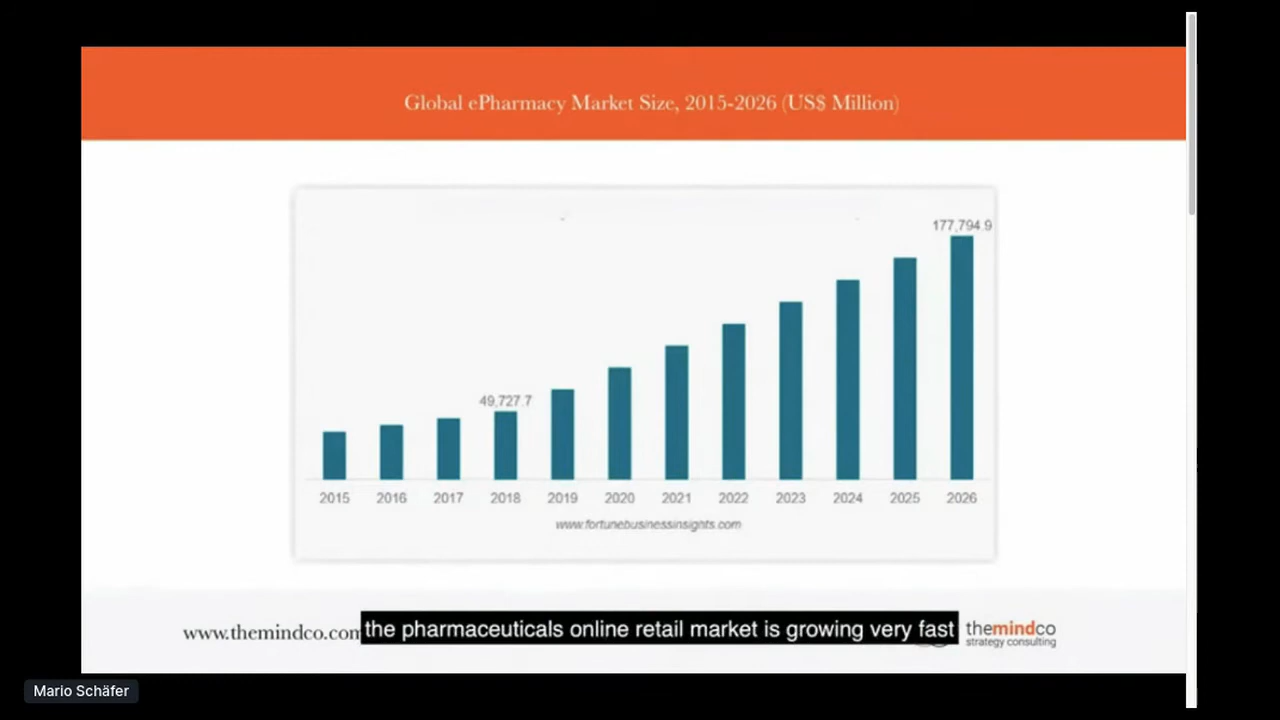 Global ePharmacy Market Size, 2015-2026 (US$ Million)
177,794.9
49,727.7
2015 2016 2017 2018 2019 2020 2021 2022 2023 2024 2025 2026
www.fortunebusinessinsights.com
www.themindco.com
the pharmaceuticals online retail market is growing very fast
themindco
strategy consulting
Mario Schäfer